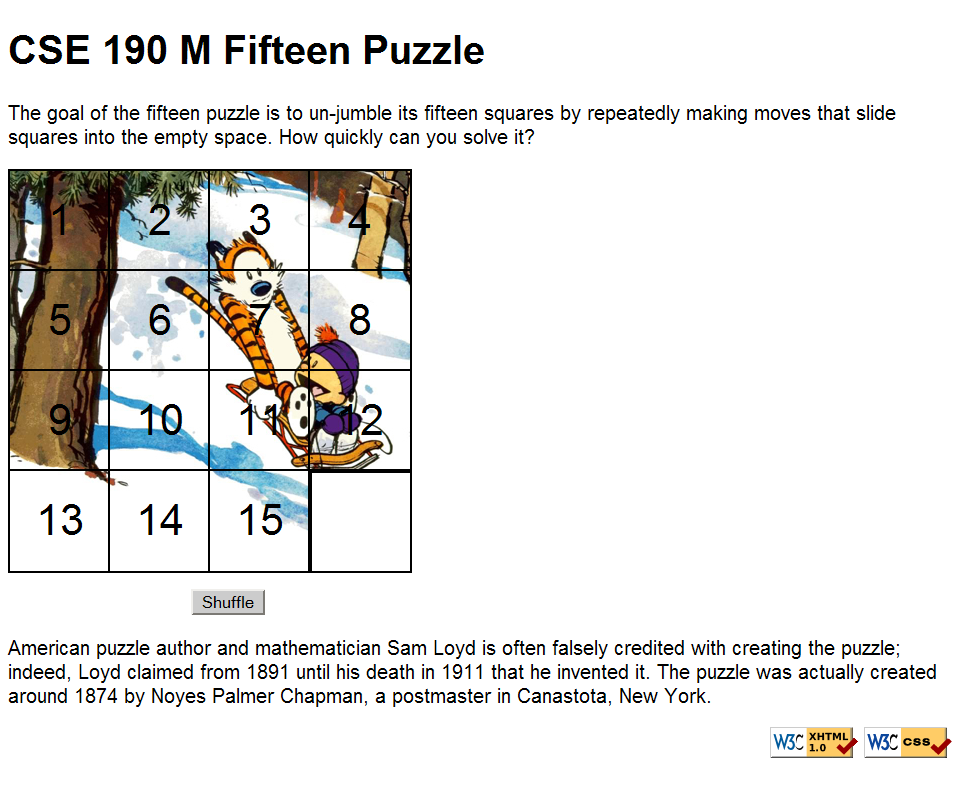 CSE 190 M Fifteen Puzzle
The goal of the fifteen puzzle is to un-jumble its fifteen squares by repeatedly making moves that slide
squares into the empty space. How quickly can you solve it?
1 2 3 4
5 6 7 8
9 10 11 12
13 14 15
Shuffle
American puzzle author and mathematician Sam Loyd is often falsely credited with creating the puzzle;
indeed, Loyd claimed from 1891 until his death in 1911 that he invented it. The puzzle was actually created
around 1874 by Noyes Palmer Chapman, a postmaster in Canastota, New York.
W3C XHTML 1.0 W3C CSS